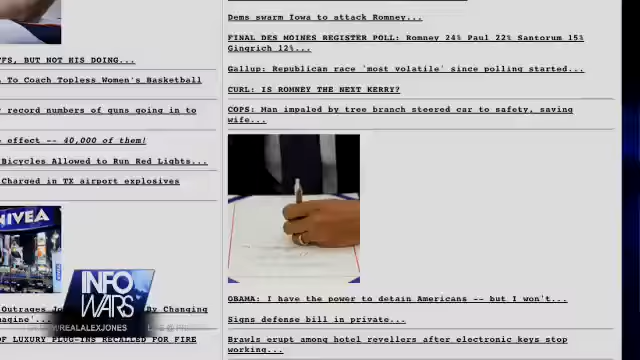 FFS, BUT NOT HIS DOING...
To Coach Topless Women's Basketball
record numbers of guns going in to
effect -- 40,000 of them!
Bicycles Allowed to Run Red Lights...
Charged in TX airport explosives
NIVEA
Outrages
By Changing
OF LUXURY PLUG-INS RECALLED FOR FIRE
INFO
WARS
REALALEXJONES
Dems swarm Iowa to attack Romney...
FINAL DES MOINES REGISTER POLL: Romney 24% Paul 22% Santorum 15%
Gingrich 12%...
Gallup: Republican race 'most volatile' since polling started...
CURL: IS ROMNEY THE NEXT KERRY?
COPS: Man impaled by tree branch steered car to safety, saving
wife...
OBAMA: I have the power to detain Americans -- but I won't...
Signs defense bill in private...
Brawls erupt among hotel revellers after electronic keys stop
working...